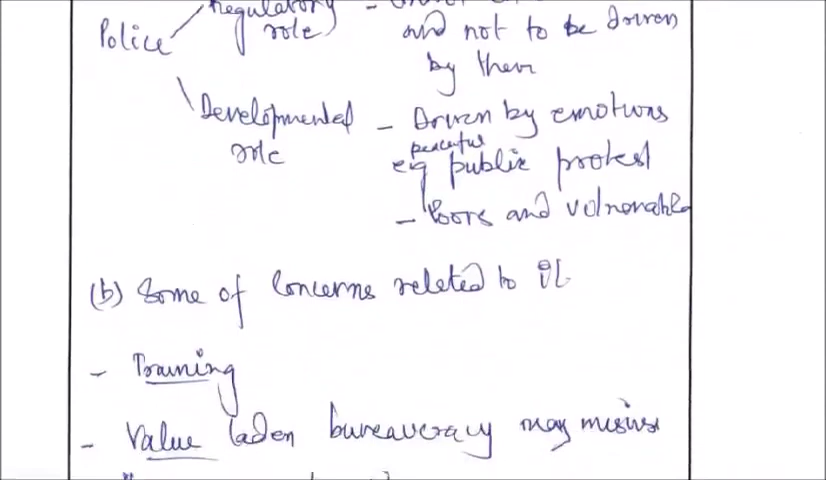 Regulatory -
Police role and not to be driven
by them
Developmental - Driven by emotions
role peaceful
eg public protest
- Poors and vulnerable
(b) Some of Concerns related to it
- Training
- Value laden bureaucracy may misuse